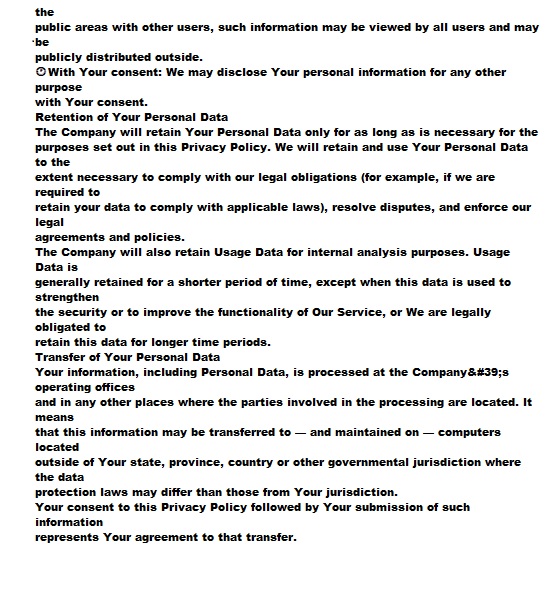 the
public areas with other users, such information may be viewed by all users and may
be
publicly distributed outside.
With Your consent: We may disclose Your personal information for any other
purpose
with Your consent.
Retention of Your Personal Data
The Company will retain Your Personal Data only for as long as is necessary for the
purposes set out in this Privacy Policy. We will retain and use Your Personal Data
to the
extent necessary to comply with our legal obligations (for example, if we are
required to
retain your data to comply with applicable laws), resolve disputes, and enforce our
legal
agreements and policies.
The Company will also retain Usage Data for internal analysis purposes. Usage
Data is
generally retained for a shorter period of time, except when this data is used to
strengthen
the security or to improve the functionality of Our Service, or We are legally
obligated to
retain this data for longer time periods.
Transfer of Your Personal Data
Your information, including Personal Data, is processed at the Company&#39;s
operating offices
and in any other places where the parties involved in the processing are located. It
means
that this information may be transferred to — and maintained on — computers
located
outside of Your state, province, country or other governmental jurisdiction where
the data
protection laws may differ than those from Your jurisdiction.
Your consent to this Privacy Policy followed by Your submission of such
information
represents Your agreement to that transfer.